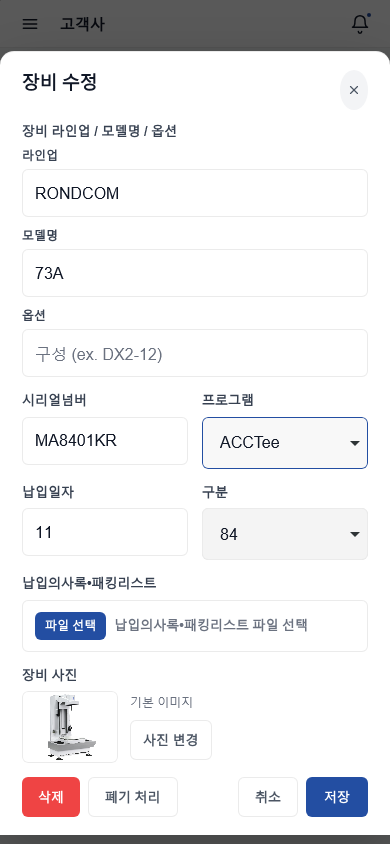 고객사
장비 수정
×
장비 라인업 / 모델명 / 옵션
라인업
RONDCOM
모델명
73A
옵션
구성 (ex. DX2-12)
시리얼넘버 프로그램
MA8401KR ACCTee
납입일자 구분
11 84
납입의사록•패킹리스트
파일 선택 납입의사록•패킹리스트 파일 선택
장비 사진
기본 이미지
사진 변경
삭제 폐기 처리 취소 저장